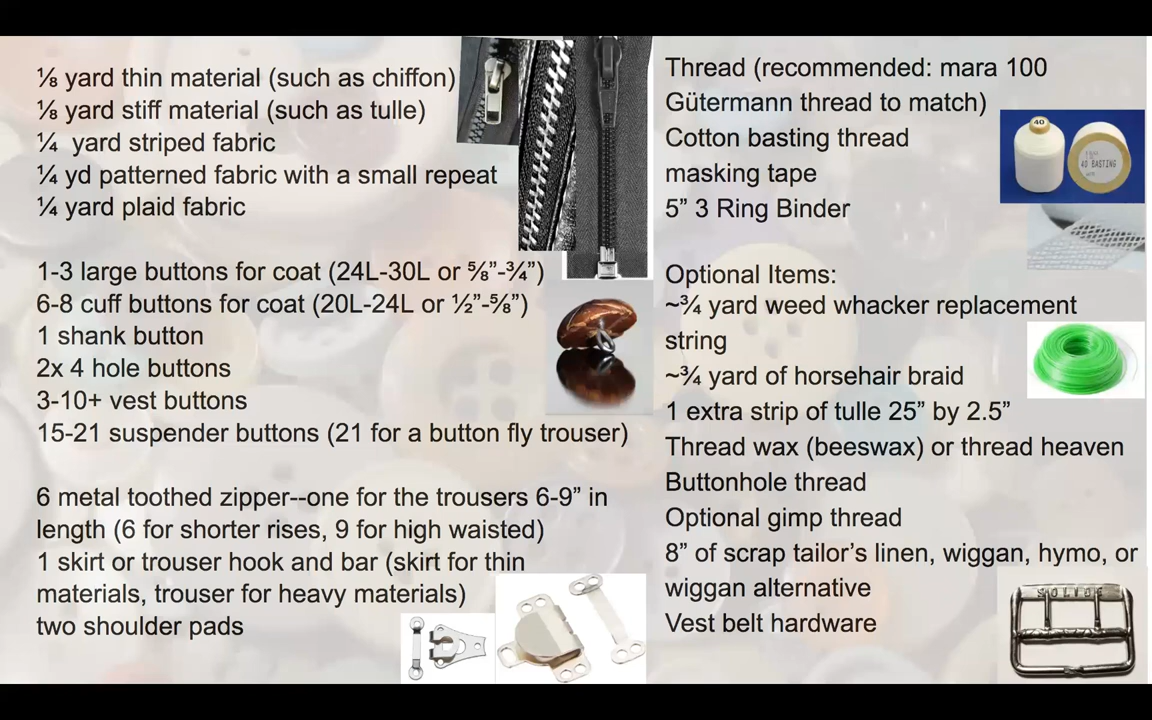 ⅛ yard thin material (such as chiffon)
⅛ yard stiff material (such as tulle)
¼  yard striped fabric
¼ yd patterned fabric with a small repeat
¼ yard plaid fabric
1-3 large buttons for coat (24L-30L or ⅝”-¾”)
6-8 cuff buttons for coat (20L-24L or ½”-⅝”)
1 shank button
2x 4 hole buttons
3-10+ vest buttons
15-21 suspender buttons (21 for a button fly trouser)
6 metal toothed zipper--one for the trousers 6-9” in
length (6 for shorter rises, 9 for high waisted)
1 skirt or trouser hook and bar (skirt for thin
materials, trouser for heavy materials)
two shoulder pads
Thread (recommended: mara 100
Gütermann thread to match)
Cotton basting thread
masking tape
5” 3 Ring Binder
40
40 BASTING
Optional Items:
~¾ yard weed whacker replacement
string
~¾ yard of horsehair braid
1 extra strip of tulle 25” by 2.5”
Thread wax (beeswax) or thread heaven
Buttonhole thread
Optional gimp thread
8” of scrap tailor’s linen, wiggan, hymo, or
wiggan alternative
Vest belt hardware
SOLIDE